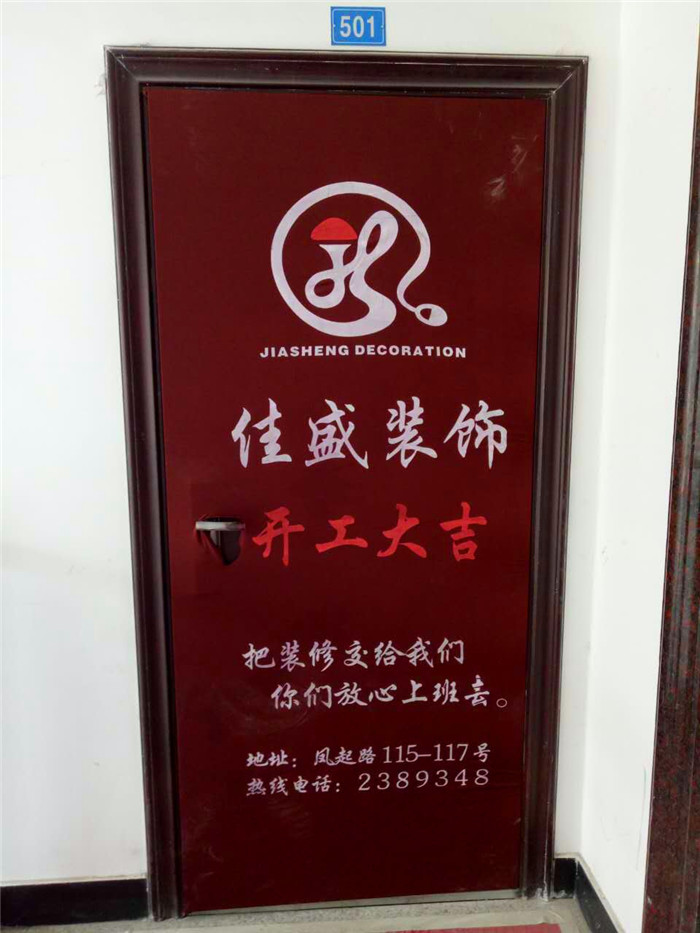 501
JIASHENG DECORATION
佳盛装饰
开工大吉
把装修交给我们
你们放心上班去。
地址：凤起路115-117号
热线电话：2389348